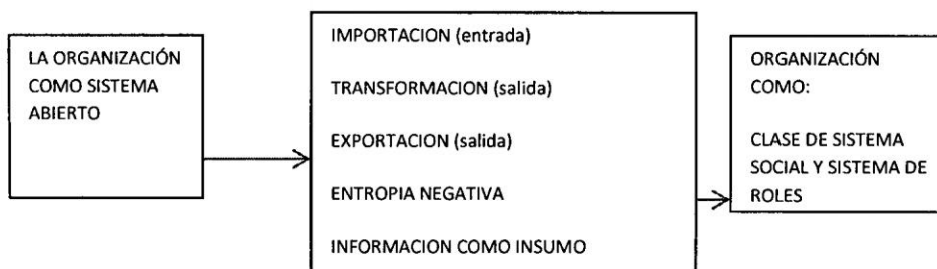 LA ORGANIZACIÓN
COMO SISTEMA
ABIERTO
IMPORTACION (entrada)
TRANSFORMACION (salida)
EXPORTACION (salida)
ENTROPIA NEGATIVA
INFORMACION COMO INSUMO
ORGANIZACIÓN
COMO:
CLASE DE SISTEMA
SOCIAL Y SISTEMA DE
ROLES